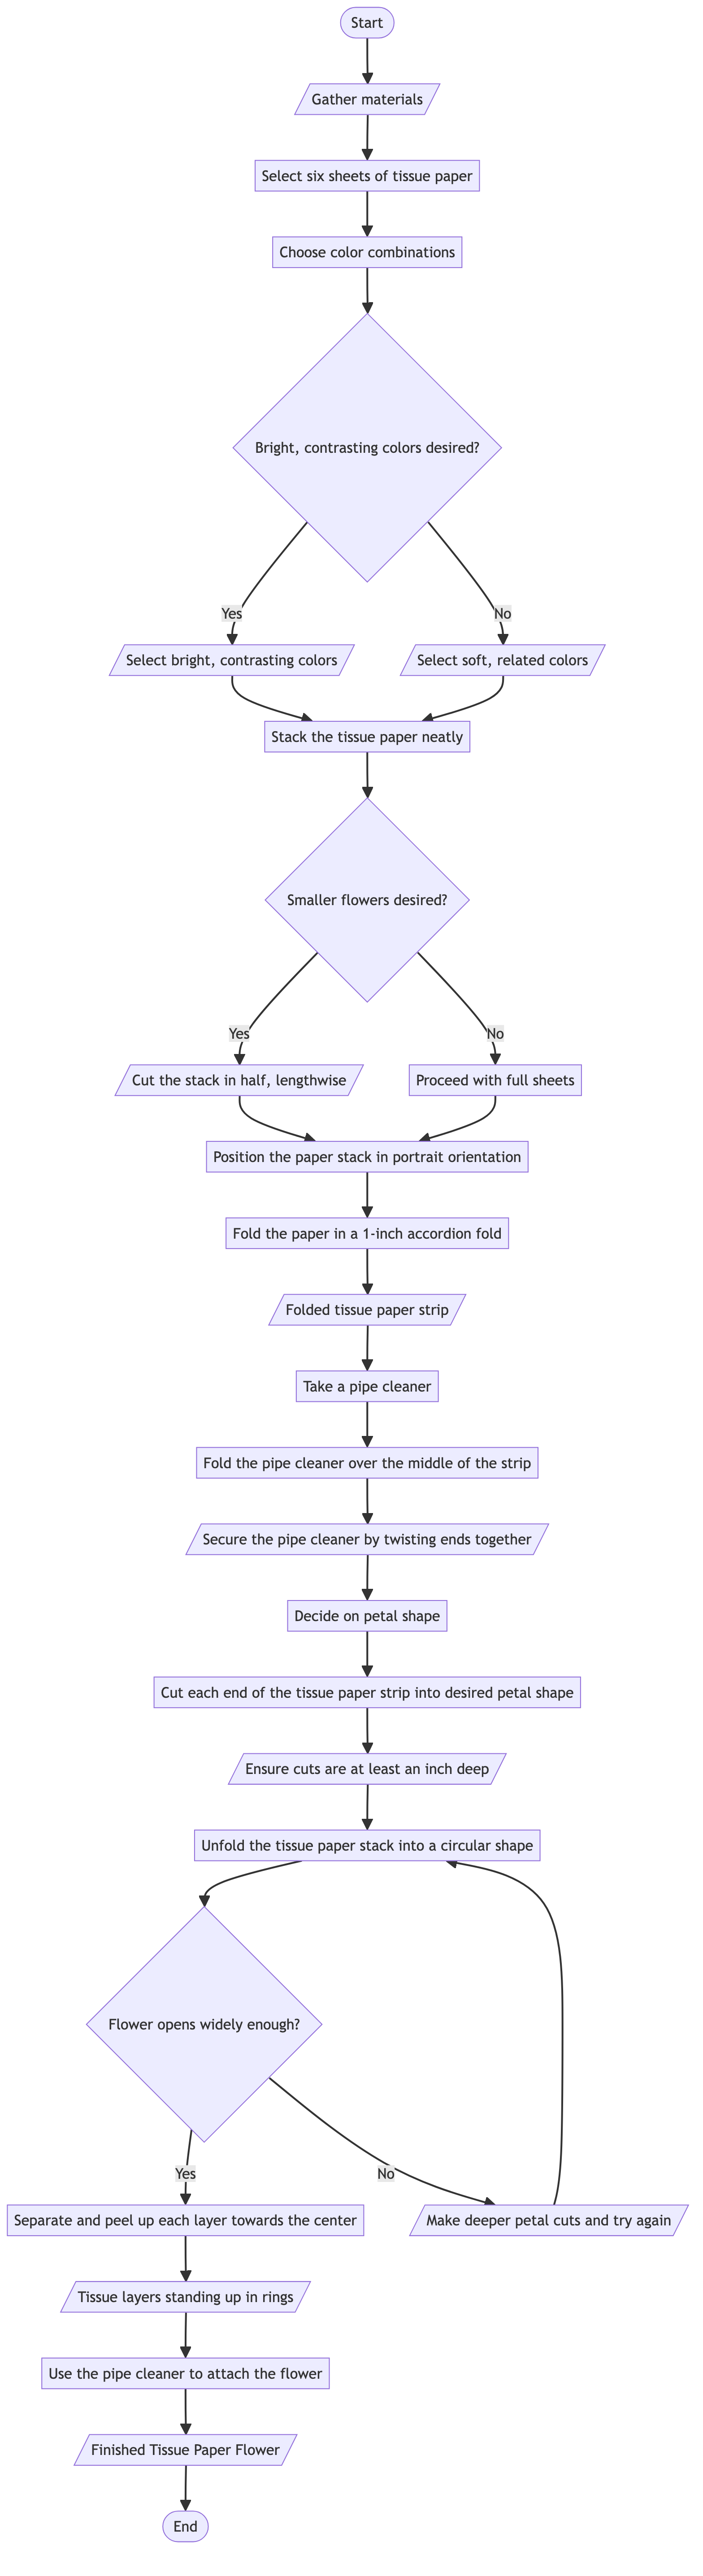 Start
Gather materials
Select six sheets of tissue paper
Choose color combinations
Bright, contrasting colors desired?
Yes
No
Select bright, contrasting colors
Select soft, related colors
Stack the tissue paper neatly
Smaller flowers desired?
Yes
No
Cut the stack in half, lengthwise
Proceed with full sheets
Position the paper stack in portrait orientation
Fold the paper in a 1-inch accordion fold
Folded tissue paper strip
Take a pipe cleaner
Fold the pipe cleaner over the middle of the strip
Secure the pipe cleaner by twisting ends together
Decide on petal shape
Cut each end of the tissue paper strip into desired petal shape
Ensure cuts are at least an inch deep
Unfold the tissue paper stack into a circular shape
Flower opens widely enough?
Yes
No
Separate and peel up each layer towards the center
Make deeper petal cuts and try again
Tissue layers standing up in rings
Use the pipe cleaner to attach the flower
Finished Tissue Paper Flower
End